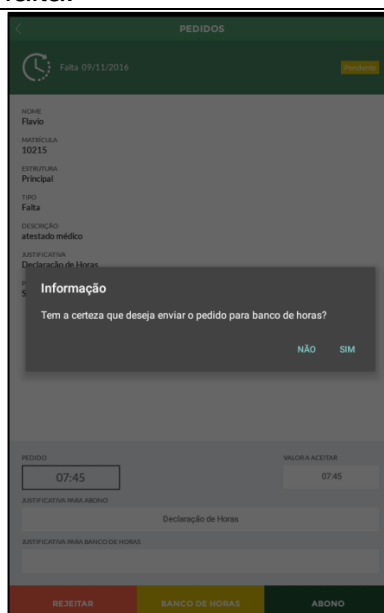 PEDIDOS
Falta 09/11/2016
Pendente
NOME
Flavio
MATRÍCULA
10215
ESTRUTURA
Principal
TIPO
Falta
DESCRIÇÃO
atestado médico
JUSTIFICATIVA
Declaração de Horas
Informação
Tem a certeza que deseja enviar o pedido para banco de horas?
NÃO SIM
PEDIDO VALOR A ACEITAR
07:45 07:45
JUSTIFICATIVA PARA ABONO
Declaração de Horas
JUSTIFICATIVA PARA BANCO DE HORAS
REJEITAR BANCO DE HORAS ABONO